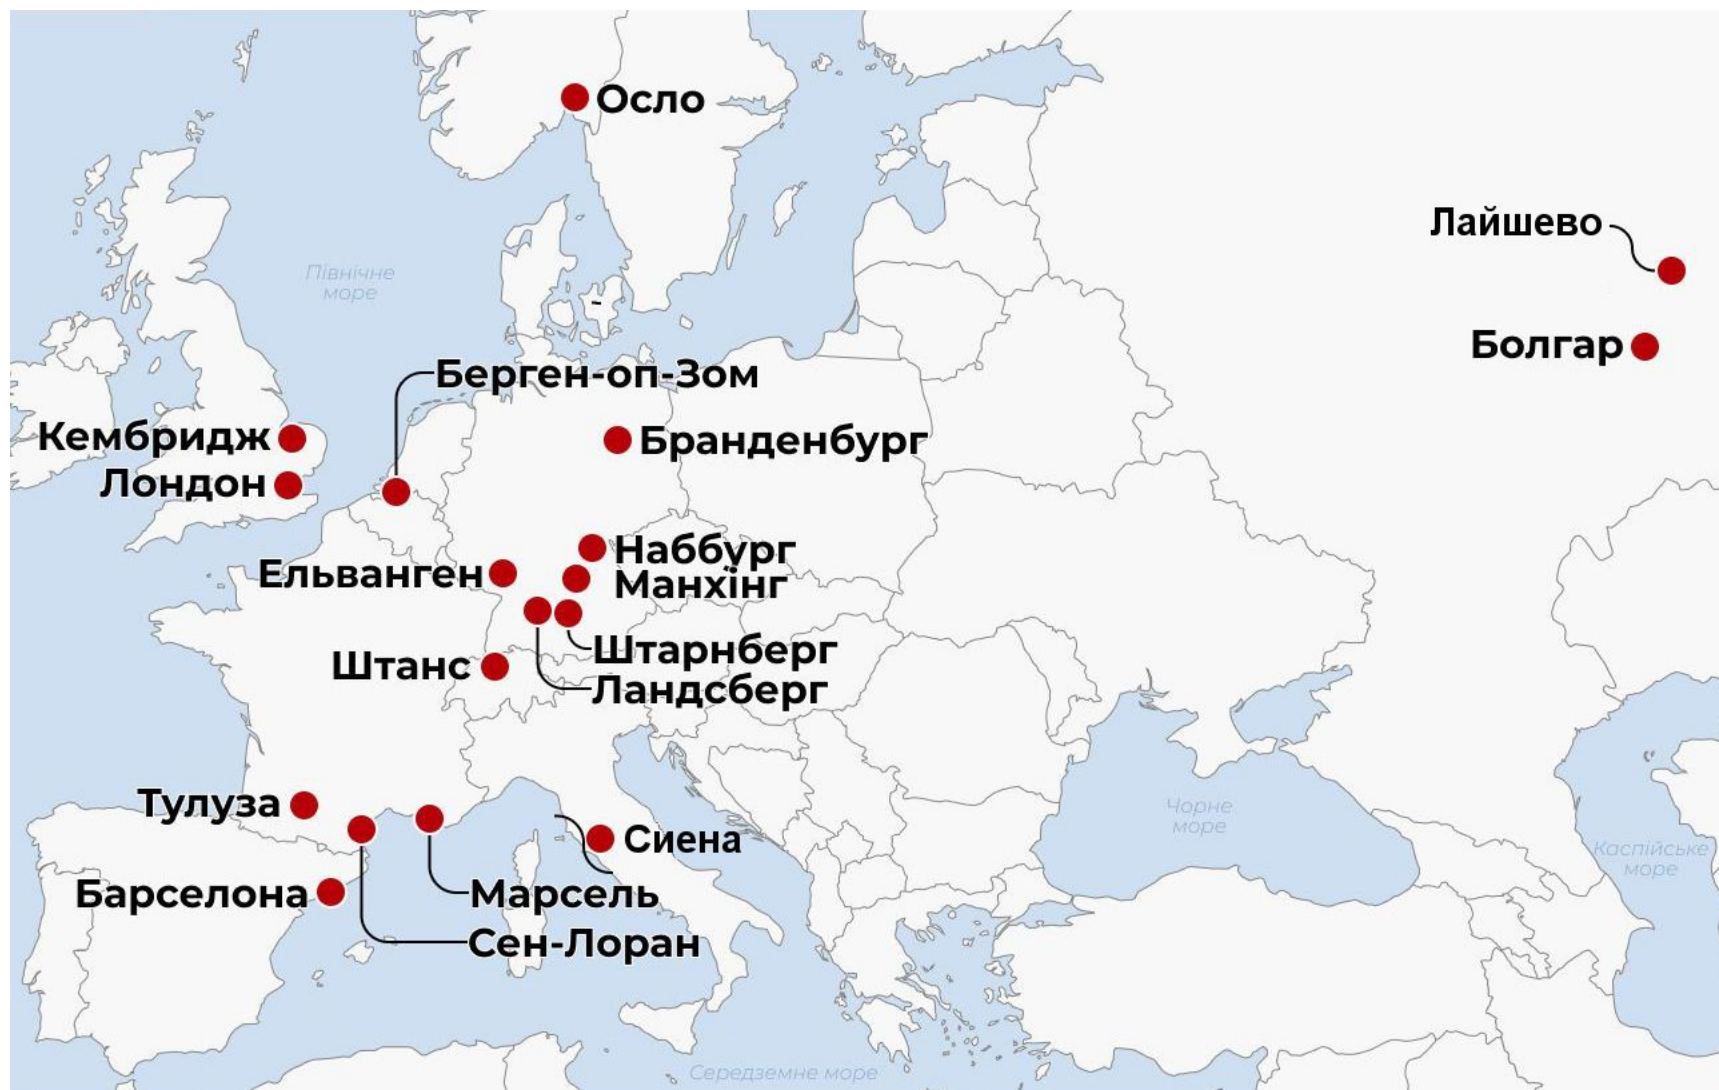 Осло
Лайшево
Північне
море
Болгар
Берген-оп-Зом
Кембридж
Бранденбург
Лондон
Наббург
Ельванген
Манхінг
Штарнберг
Штанс
Ландсберг
Тулуза
Чорне
море
Сиена
Каспійське
море
Барселона
Марсель
Сен-Лоран
Середземне море